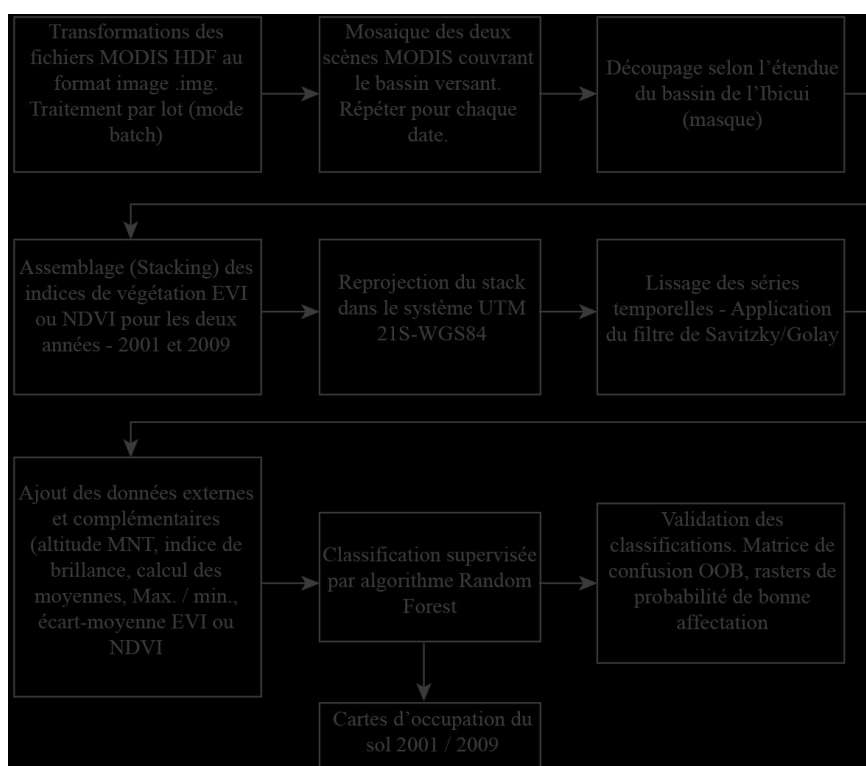 Transformations des
fichiers MODIS HDF au
format image .img.
Traitement par lot (mode
batch)
Mosaique des deux
scènes MODIS couvrant
le bassin versant.
Répéter pour chaque
date.
Découpage selon l’étendue
du bassin de l’Ibicui
(masque)
Assemblage (Stacking) des
indices de végétation EVI
ou NDVI pour les deux
années - 2001 et 2009
Reprojection du stack
dans le système UTM
21S-WGS84
Lissage des séries
temporelles - Application
du filtre de Savitzky/Golay
Ajout des données externes
et complémentaires
(altitude MNT, indice de
brillance, calcul des
moyennes, Max. / min.,
écart-moyenne EVI ou
NDVI
Classification supervisée
par algorithme Random
Forest
Validation des
classifications. Matrice de
confusion OOB, rasters de
probabilité de bonne
affectation
Cartes d’occupation du
sol 2001 / 2009